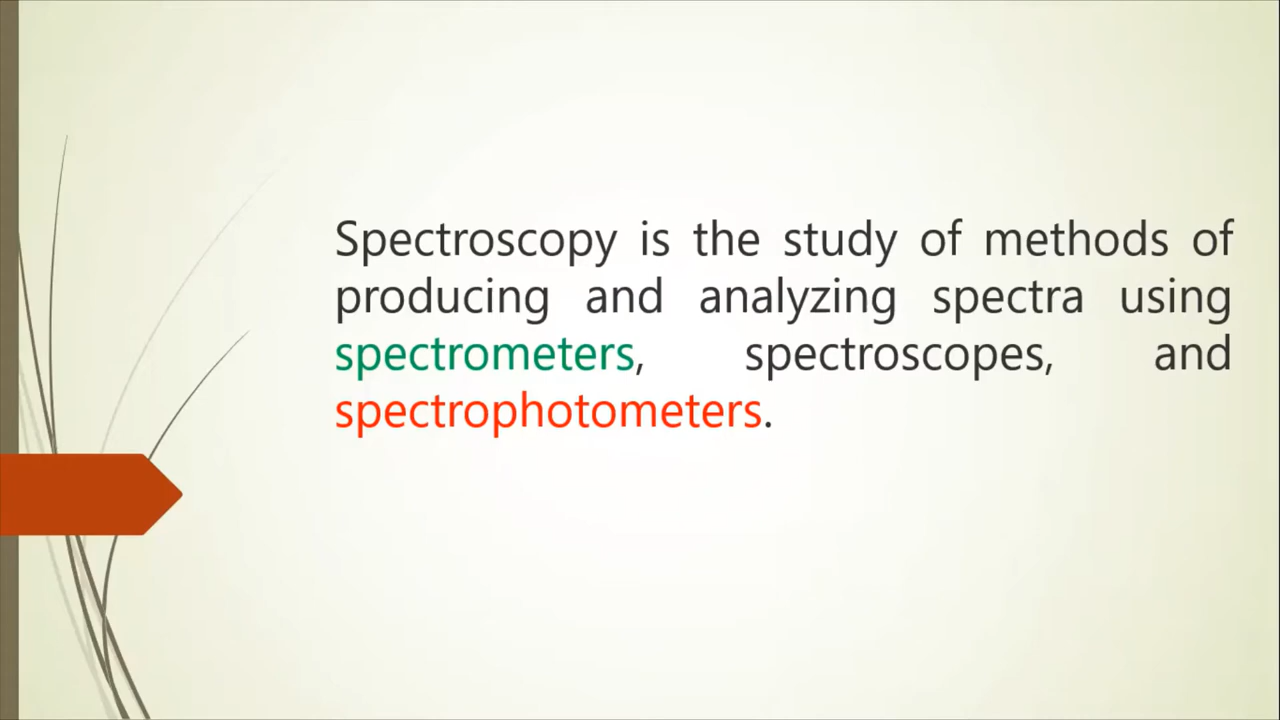 Spectroscopy is the study of methods of
producing and analyzing spectra using
spectrometers, spectroscopes, and
spectrophotometers.